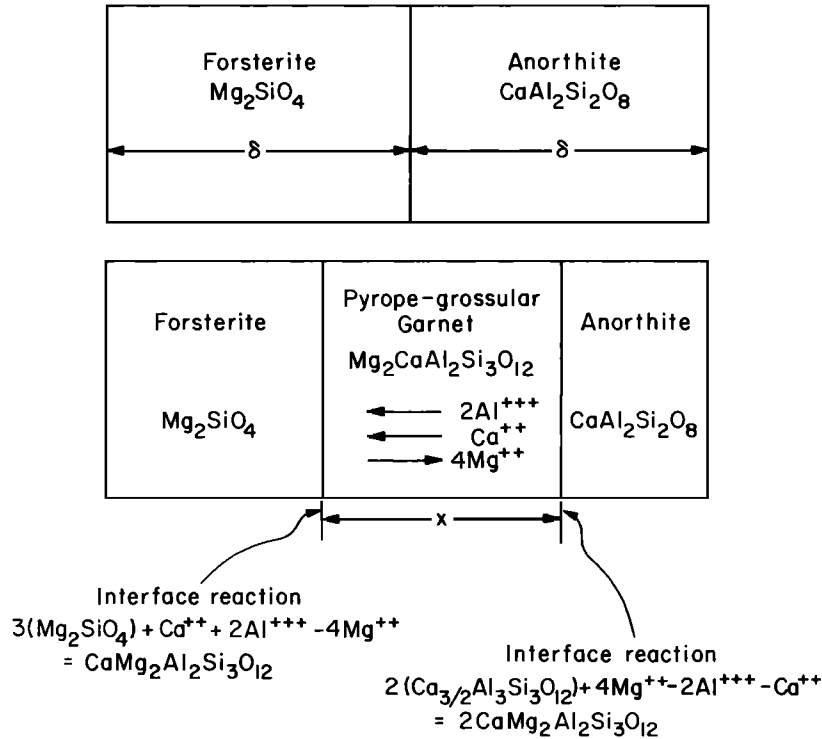 Forsterite
Mg₂SiO₄
Anorthite
CaAl₂Si₂O₈
δ
δ
Forsterite
Mg₂SiO₄
Pyrope-grossular
Garnet
Mg₂CaAl₂Si₃O₁₂
2Al⁺⁺⁺
Ca⁺⁺
4Mg⁺⁺
Anorthite
CaAl₂Si₂O₈
x
Interface reaction
3(Mg₂SiO₄) + Ca⁺⁺ + 2Al⁺⁺⁺ -4Mg⁺⁺
= CaMg₂Al₂Si₃O₁₂
Interface reaction
2(Ca₃/₂Al₃Si₃O₁₂)+4Mg⁺⁺-2Al⁺⁺⁺-Ca⁺⁺
= 2CaMg₂Al₂Si₃O₁₂